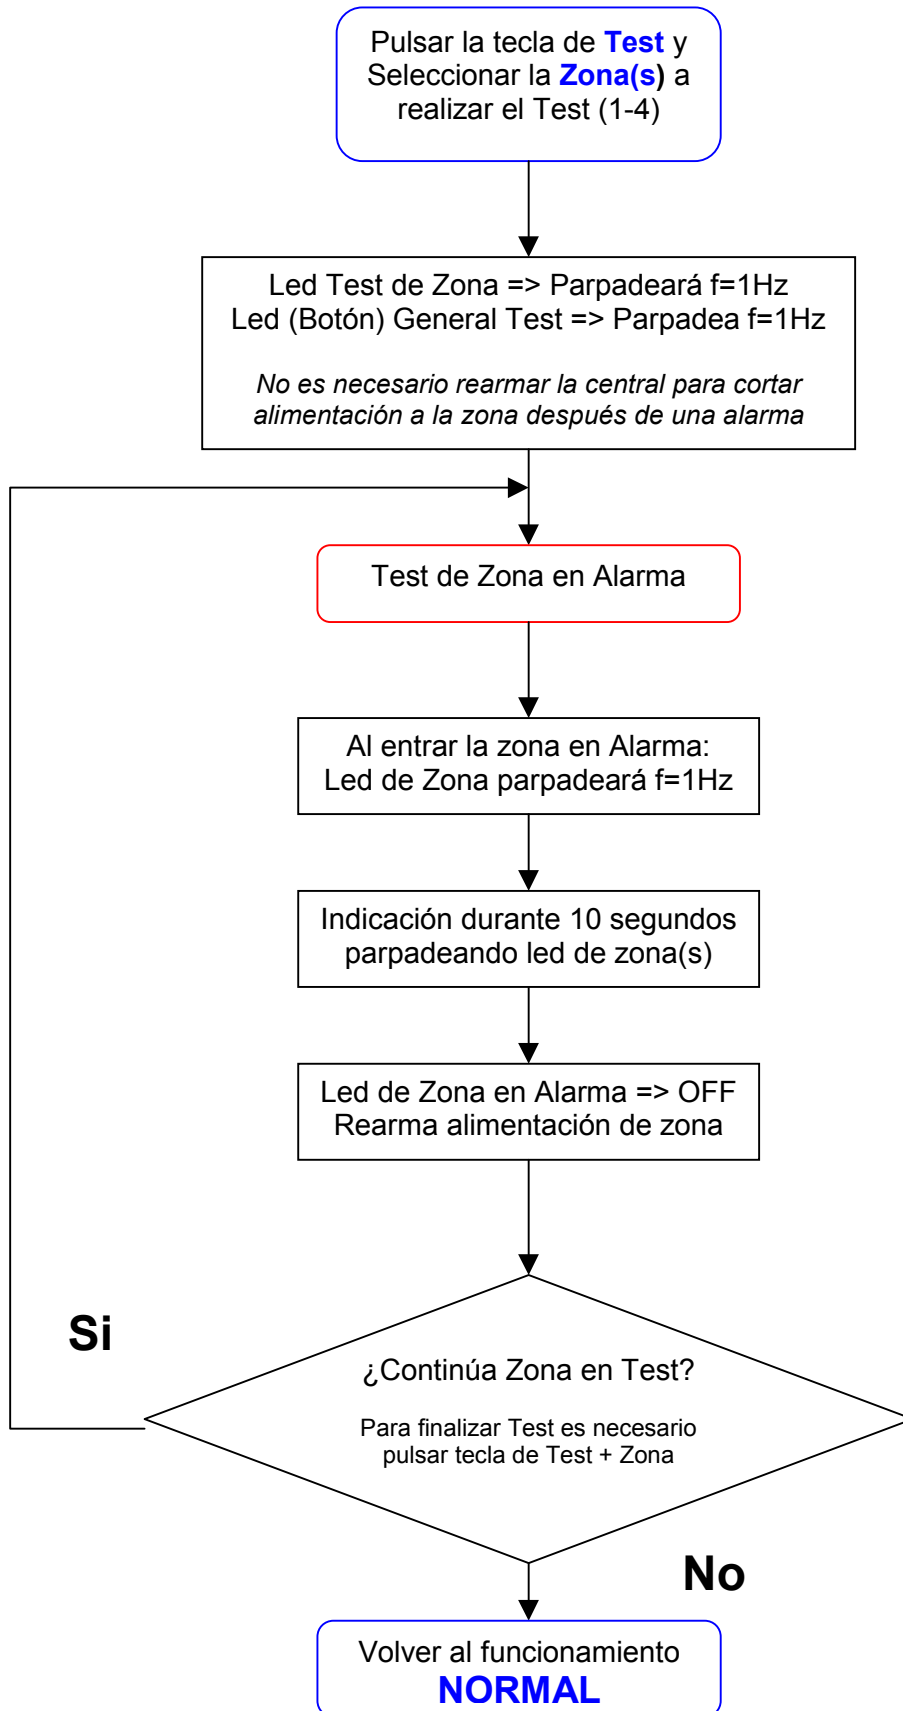 Pulsar la tecla de Test y
Seleccionar la Zona(s) a
realizar el Test (1-4)
Led Test de Zona => Parpadeará f=1Hz
Led (Botón) General Test => Parpadea f=1Hz
No es necesario rearmar la central para cortar
alimentación a la zona después de una alarma
Test de Zona en Alarma
Al entrar la zona en Alarma:
Led de Zona parpadeará f=1Hz
Indicación durante 10 segundos
parpadeando led de zona(s)
Led de Zona en Alarma => OFF
Rearma alimentación de zona
Si
¿Continúa Zona en Test?
Para finalizar Test es necesario
pulsar tecla de Test + Zona
No
Volver al funcionamiento
NORMAL